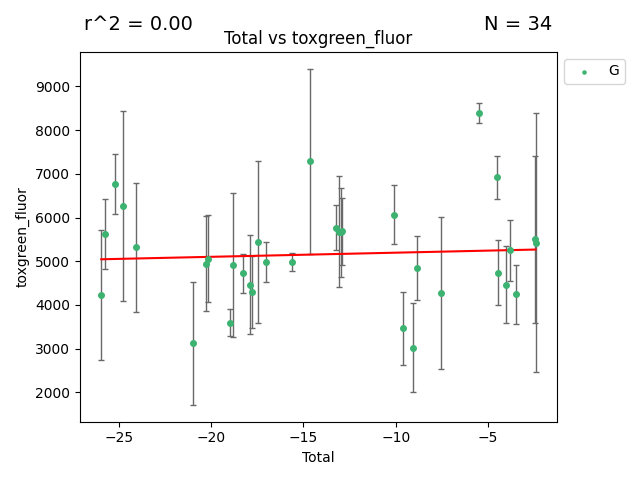 r^2 = 0.00
N = 34
Total vs toxgreen_fluor
G
9000
8000
7000
6000
5000
4000
3000
2000
toxgreen_fluor
−25 −20 −15 −10 −5
Total